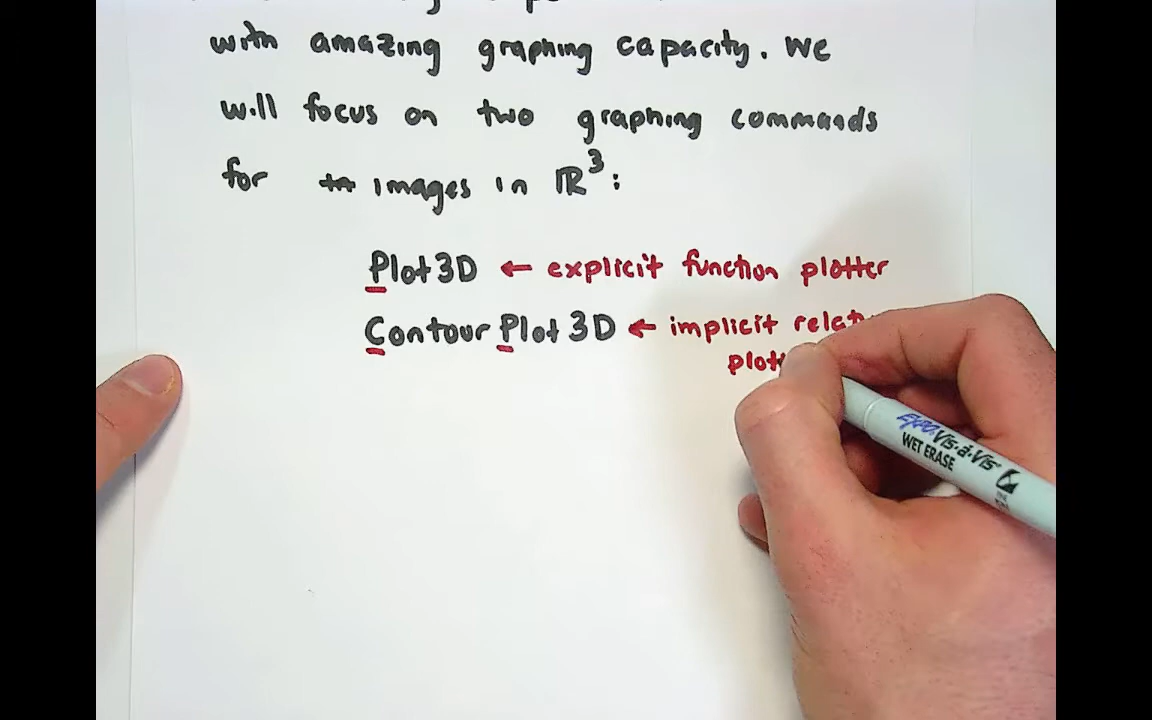 with amazing graphing capacity. We
will focus on two graphing commands
for images in ℝ³:
Plot3D ← explicit function plotter
ContourPlot3D ← implicit
EXPO Vis-à-Vis
WET ERASE